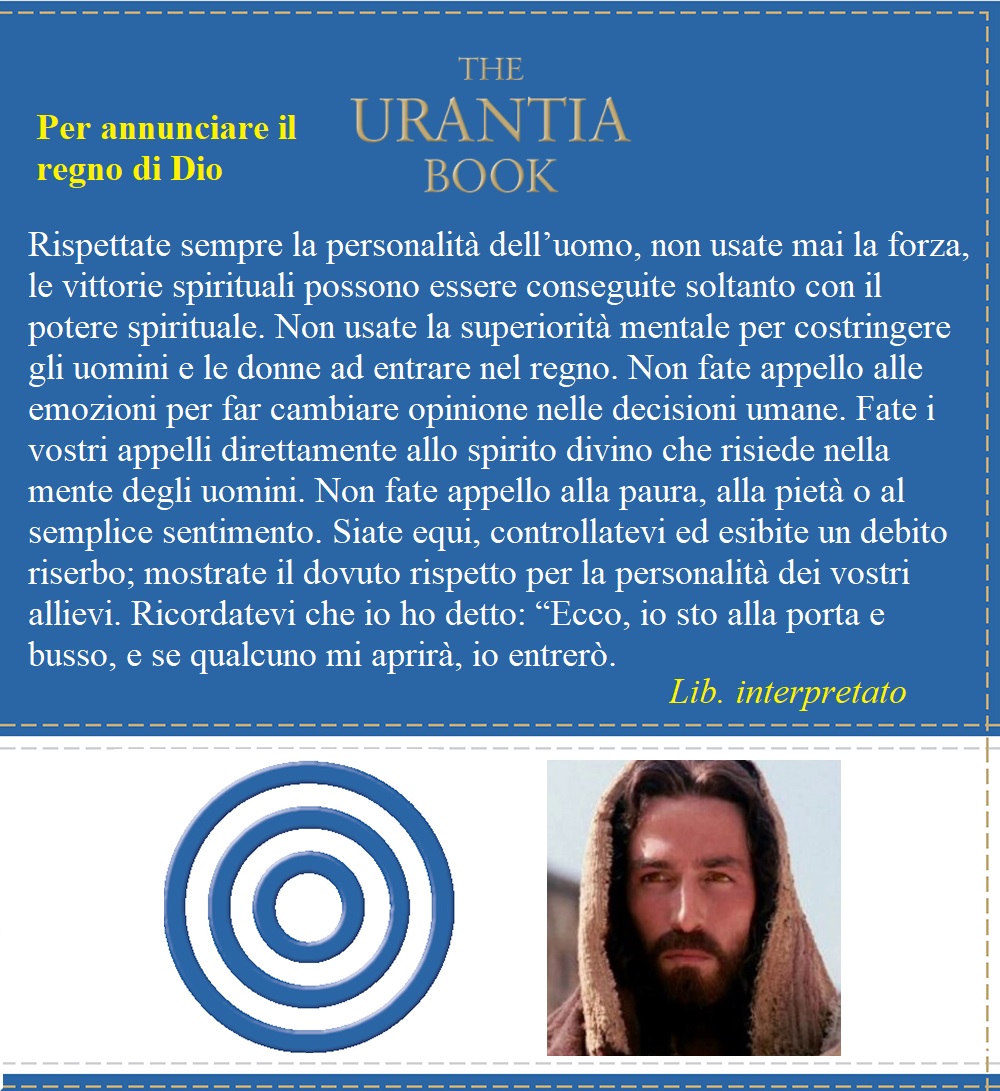 THE
URANTIA
BOOK
Per annunciare il
regno di Dio
Rispettate sempre la personalità dell’uomo, non usate mai la forza,
le vittorie spirituali possono essere conseguite soltanto con il
potere spirituale. Non usate la superiorità mentale per costringere
gli uomini e le donne ad entrare nel regno. Non fate appello alle
emozioni per far cambiare opinione nelle decisioni umane. Fate i
vostri appelli direttamente allo spirito divino che risiede nella
mente degli uomini. Non fate appello alla paura, alla pietà o al
semplice sentimento. Siate equi, controllatevi ed esibite un debito
riserbo; mostrate il dovuto rispetto per la personalità dei vostri
allievi. Ricordatevi che io ho detto: “Ecco, io sto alla porta e
busso, e se qualcuno mi aprirà, io entrerò.
Lib. interpretato